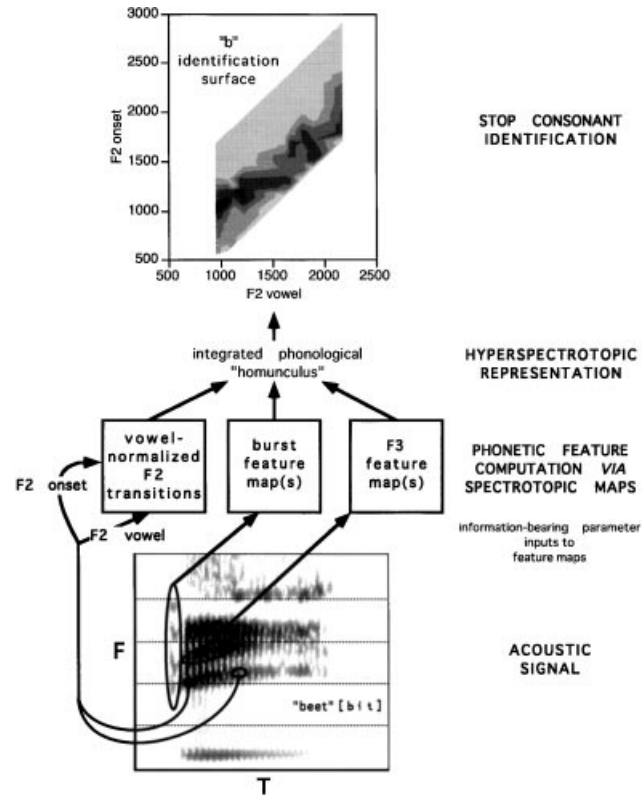 3000
2500
2000
1500
1000
500
F2 onset
"b"
identification
surface
500 1000 1500 2000 2500
F2 vowel
STOP CONSONANT
IDENTIFICATION
integrated phonological
"homunculus"
HYPERSPECTROTOPIC
REPRESENTATION
vowel-
normalized
F2
transitions
burst
feature
map(s)
F3
feature
map(s)
PHONETIC FEATURE
COMPUTATION VIA
SPECTROTOPIC MAPS
F2 onset
F2 vowel
information-bearing parameter
inputs to
feature maps
F
"beet" [bit]
T
ACOUSTIC
SIGNAL